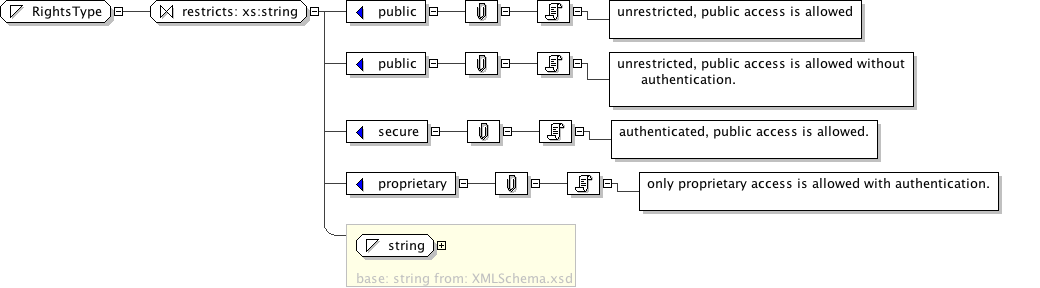 RightsType
restricts: xs:string
public
unrestricted, public access is allowed
public
unrestricted, public access is allowed without
authentication.
secure
authenticated, public access is allowed.
proprietary
only proprietary access is allowed with authentication.
string
base: string from: XMLSchema.xsd